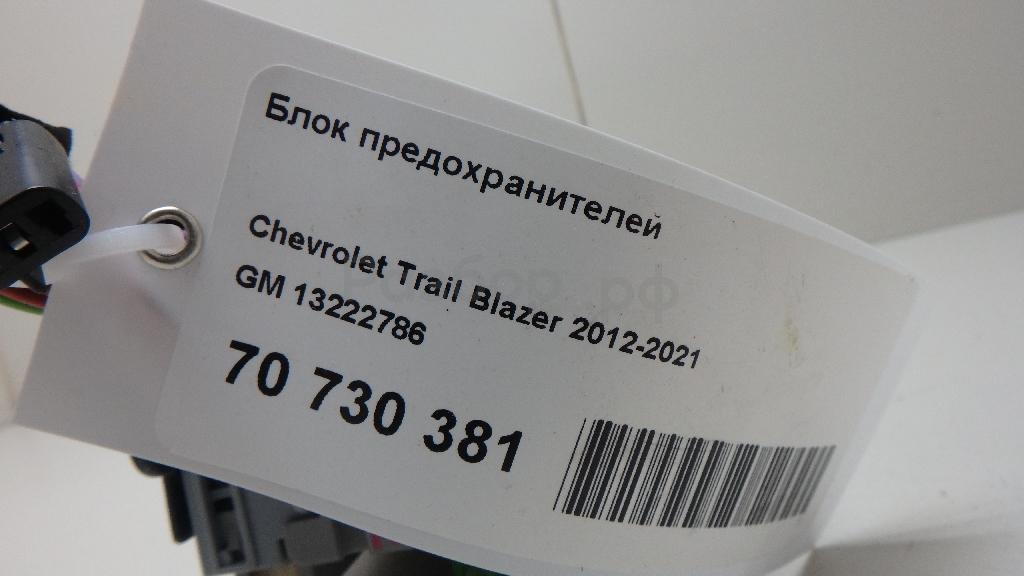 Блок предохранителей
Chevrolet Trail Blazer 2012-2021
GM 13222786
70 730 381